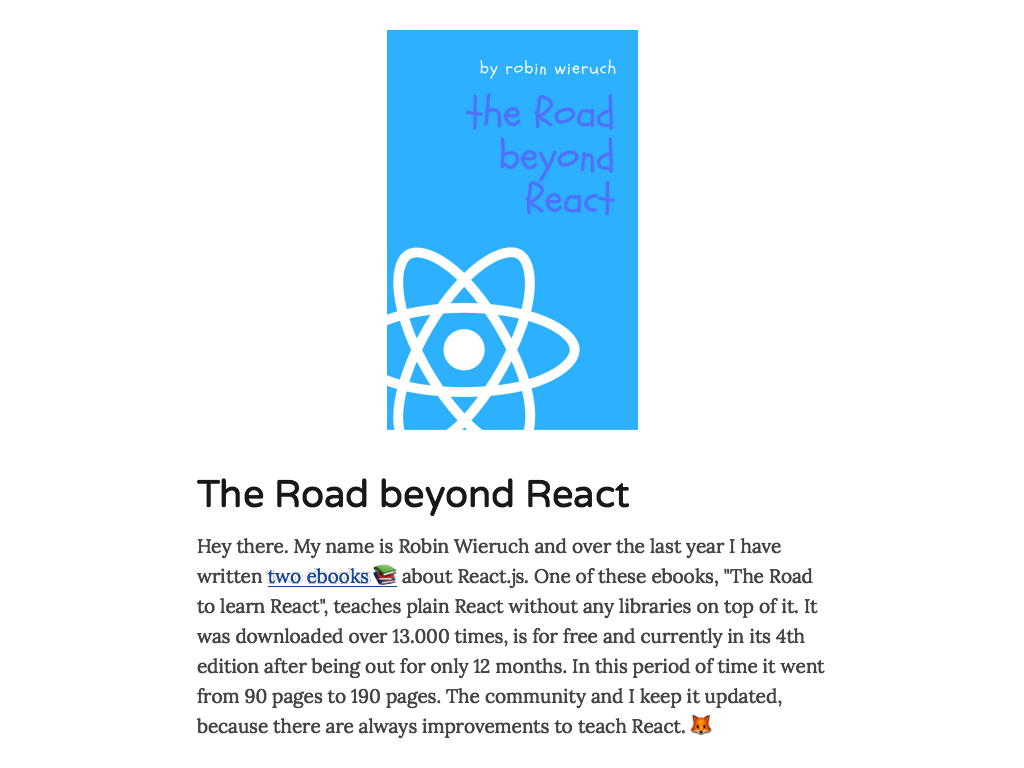 by robin wieruch
the Road
beyond
React
The Road beyond React
Hey there. My name is Robin Wieruch and over the last year I have
written two ebooks 📚 about React.js. One of these ebooks, "The Road
to learn React", teaches plain React without any libraries on top of it. It
was downloaded over 13.000 times, is for free and currently in its 4th
edition after being out for only 12 months. In this period of time it went
from 90 pages to 190 pages. The community and I keep it updated,
because there are always improvements to teach React. 🦊